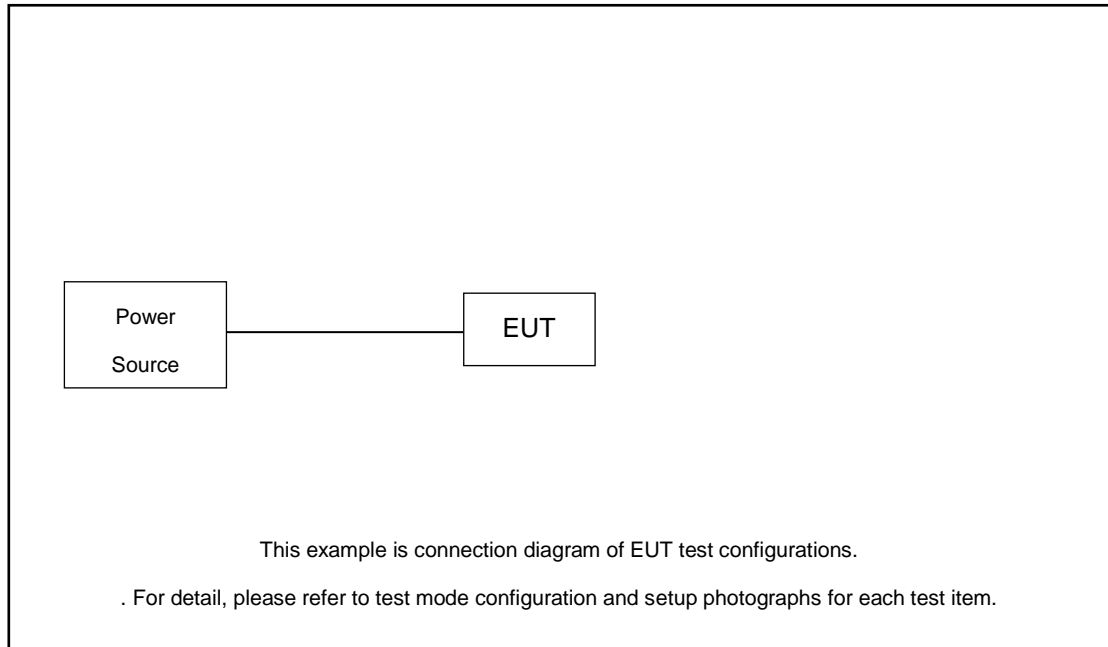 Power
Source
EUT
This example is connection diagram of EUT test configurations.
. For detail, please refer to test mode configuration and setup photographs for each test item.